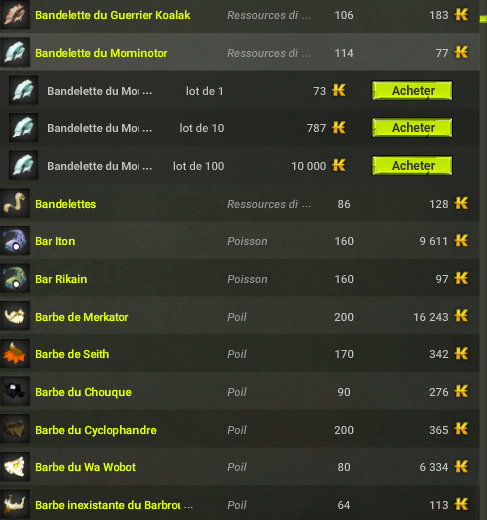 Bandelette du Guerrier Koalak Ressources di ... 106 183
Bandelette du Mominotor Ressources di ... 114 77
Bandelette du Moı ... lot de 1 73 Acheter
Bandelette du Moı ... lot de 10 787 Acheter
Bandelette du Moı ... lot de 100 10 000 Acheter
Bandelettes Ressources di ... 86 128
Bar Iton Poisson 160 9 611
Bar Rikain Poisson 160 97
Barbe de Merkator Poil 200 16 243
Barbe de Seith Poil 170 342
Barbe du Chouque Poil 90 276
Barbe du Cyclophandre Poil 200 365
Barbe du Wa Wobot Poil 80 6 334
Barbe inexistante du Barbroı ... Poil 64 113